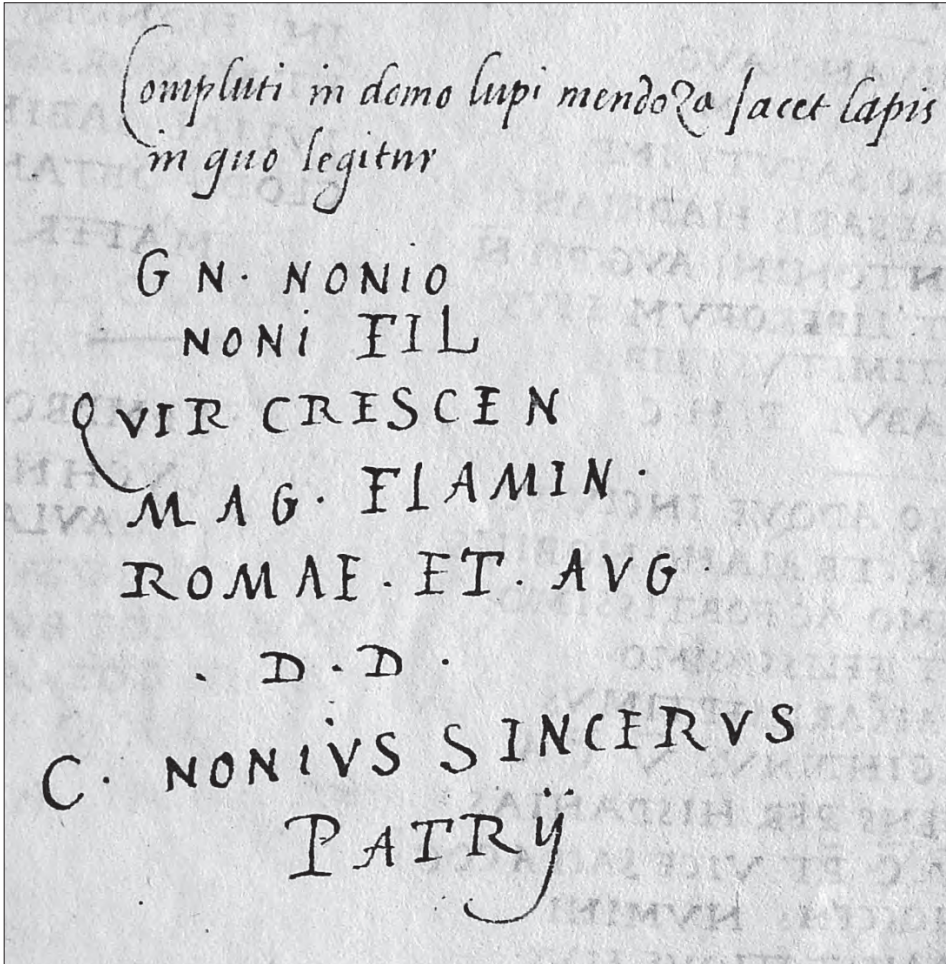 Compluti in domo lupi mendoza Jacet lapis
in quo legitur
GN. NONIO
NONI FIL
QVIR CRESCEN
MAG. FLAMIN.
ROMAE. ET. AVG.
. D. D.
C. NONIVS SINCERVS
PATRÿ